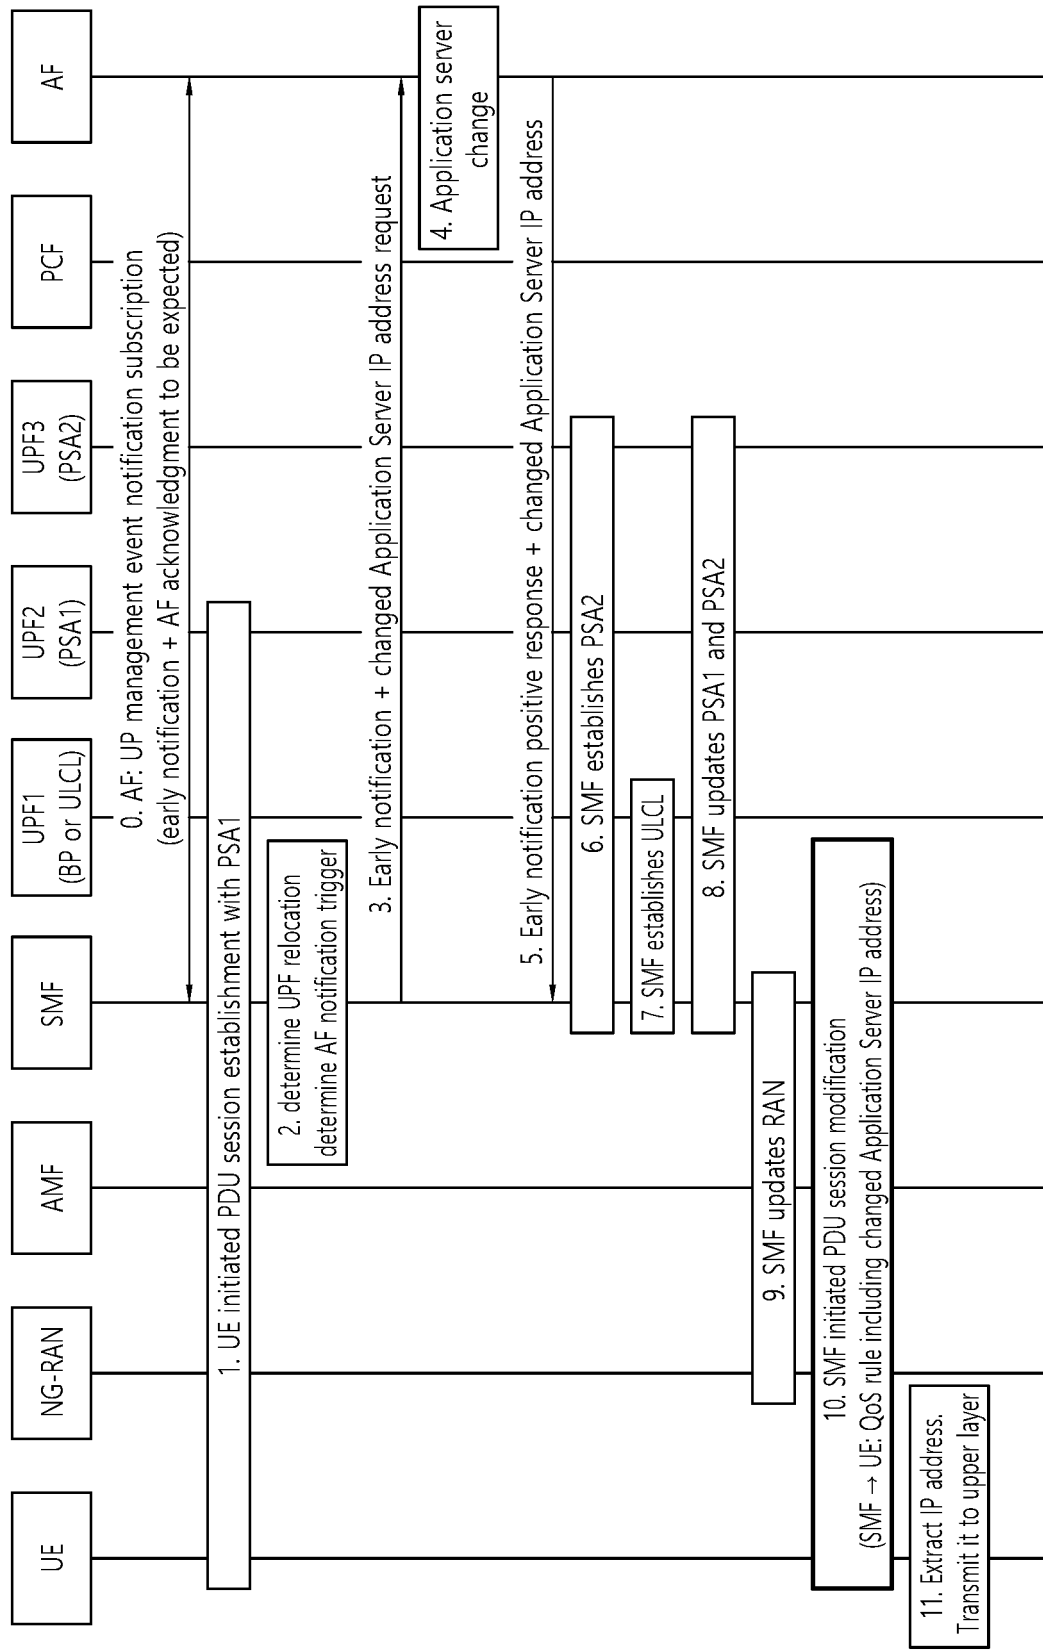 UE
NG-RAN
AMF
SMF
UPF1
(BP or ULCL)
UPF2
(PSA1)
UPF3
(PSA2)
PCF
AF
0. AF: UP management event notification subscription
(early notification + AF acknowledgment to be expected)
1. UE initiated PDU session establishment with PSA1
2. determine UPF relocation
determine AF notification trigger
3. Early notification + changed Application Server IP address request
4. Application server
change
5. Early notification positive response + changed Application Server IP address
6. SMF establishes PSA2
7. SMF establishes ULCL
8. SMF updates PSA1 and PSA2
9. SMF updates RAN
10. SMF initiated PDU session modification
(SMF → UE: QoS rule including changed Application Server IP address)
11. Extract IP address.
Transmit it to upper layer